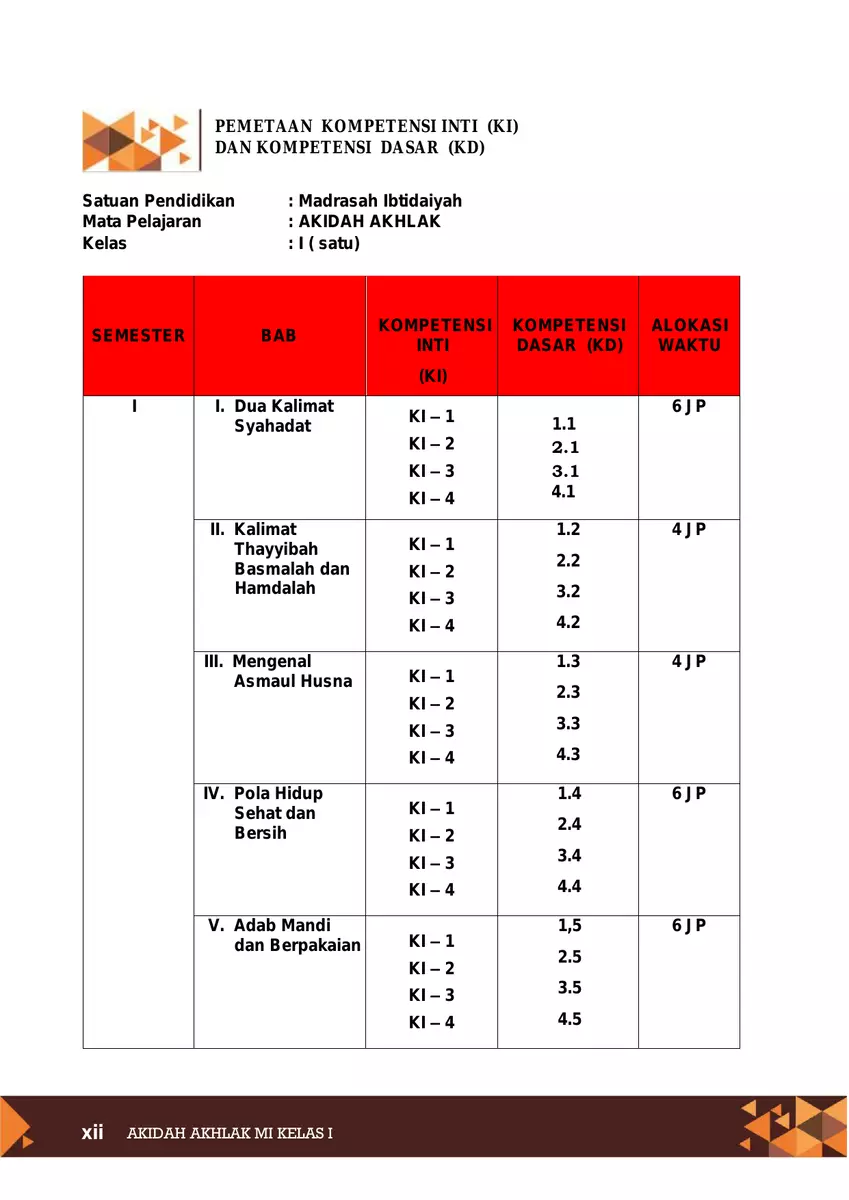 PEMETAAN KOMPETENSI INTI (KI)
DAN KOMPETENSI DASAR (KD)
Satuan Pendidikan : Madrasah Ibtidaiyah
Mata Pelajaran : AKIDAH AKHLAK
Kelas : I ( satu)
SEMESTER
BAB
KOMPETENSI
INTI
(KI)
KOMPETENSI
DASAR (KD)
ALOKASI
WAKTU
I
I. Dua Kalimat
Syahadat
KI – 1
KI – 2
KI – 3
KI – 4
1.1
2.1
3.1
4.1
6 JP
II. Kalimat
Thayyibah
Basmalah dan
Hamdalah
KI – 1
KI – 2
KI – 3
KI – 4
1.2
2.2
3.2
4.2
4 JP
III. Mengenal
Asmaul Husna
KI – 1
KI – 2
KI – 3
KI – 4
1.3
2.3
3.3
4.3
4 JP
IV. Pola Hidup
Sehat dan
Bersih
KI – 1
KI – 2
KI – 3
KI – 4
1.4
2.4
3.4
4.4
6 JP
V. Adab Mandi
dan Berpakaian
KI – 1
KI – 2
KI – 3
KI – 4
1,5
2.5
3.5
4.5
6 JP
xii AKIDAH AKHLAK MI KELAS I